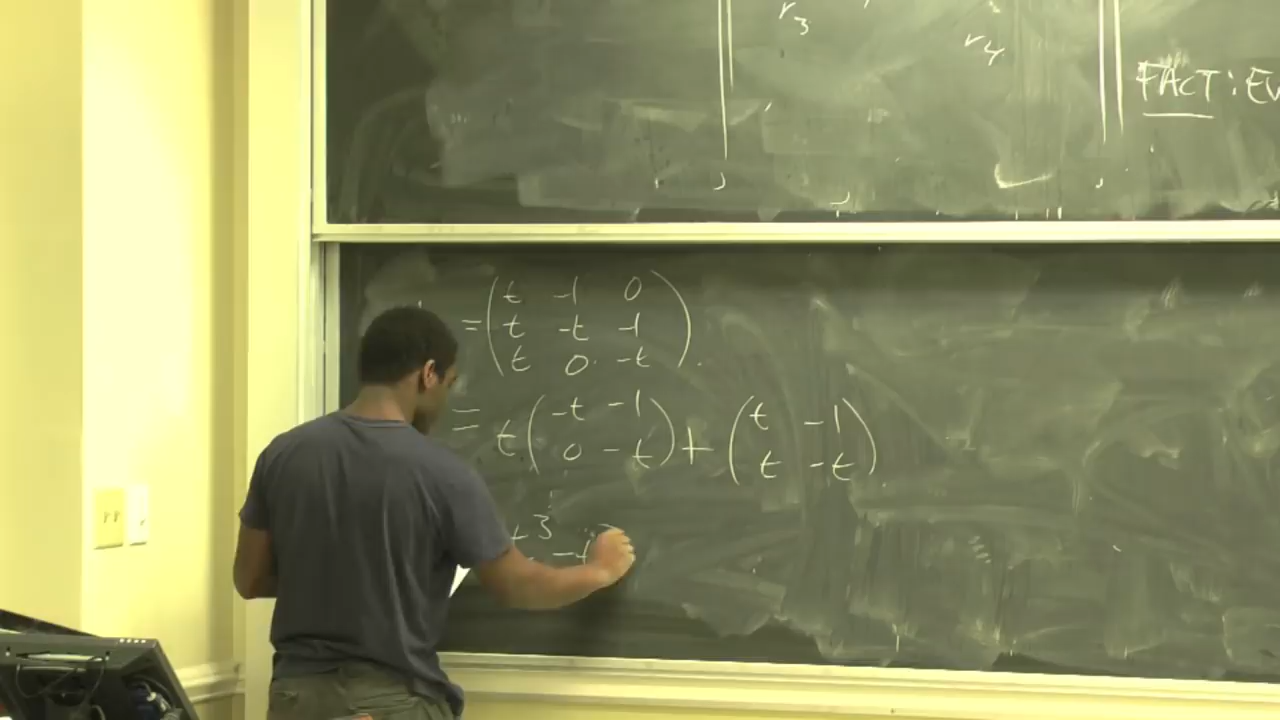 r3
r4
FACT: EV
= ( t -1 0
t -t -1
t 0 -t ).
= t ( -t -1
0 -t ) + ( t -1
t -t )
t3 -t